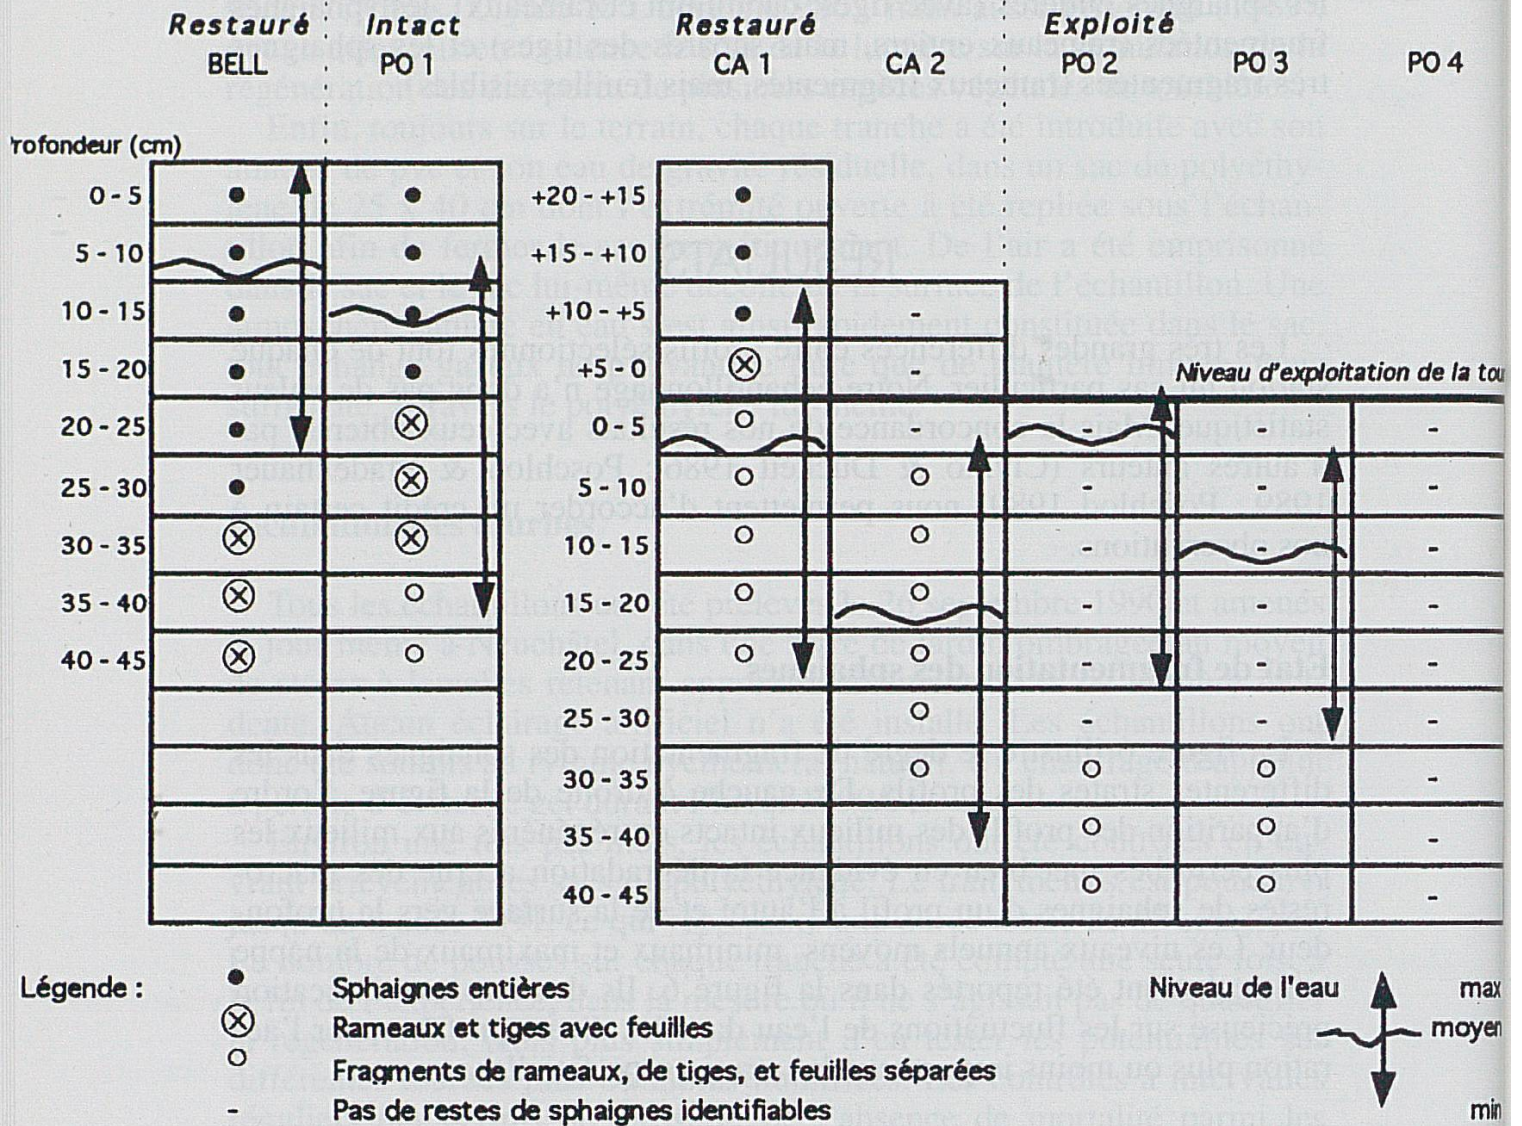 Restauré Intact Restauré Exploité
BELL PO 1 CA 1 CA 2 PO 2 PO 3 PO 4
rofondeur (cm)
0 - 5 +20 - +15
5 - 10 +15 - +10
10 - 15 +10 - +5 -
15 - 20 +5 - 0 -
Niveau d'exploitation de la tou
20 - 25 0 - 5 -
25 - 30 5 - 10 - - -
30 - 35 10 - 15 - -
35 - 40 15 - 20 - - -
40 - 45 20 - 25 - - -
25 - 30 - - -
30 - 35 -
35 - 40 -
40 - 45 -
Légende : Sphaignes entières Niveau de l'eau max
Rameaux et tiges avec feuilles moyen
Fragments de rameaux, de tiges, et feuilles séparées
- Pas de restes de sphaignes identifiables min